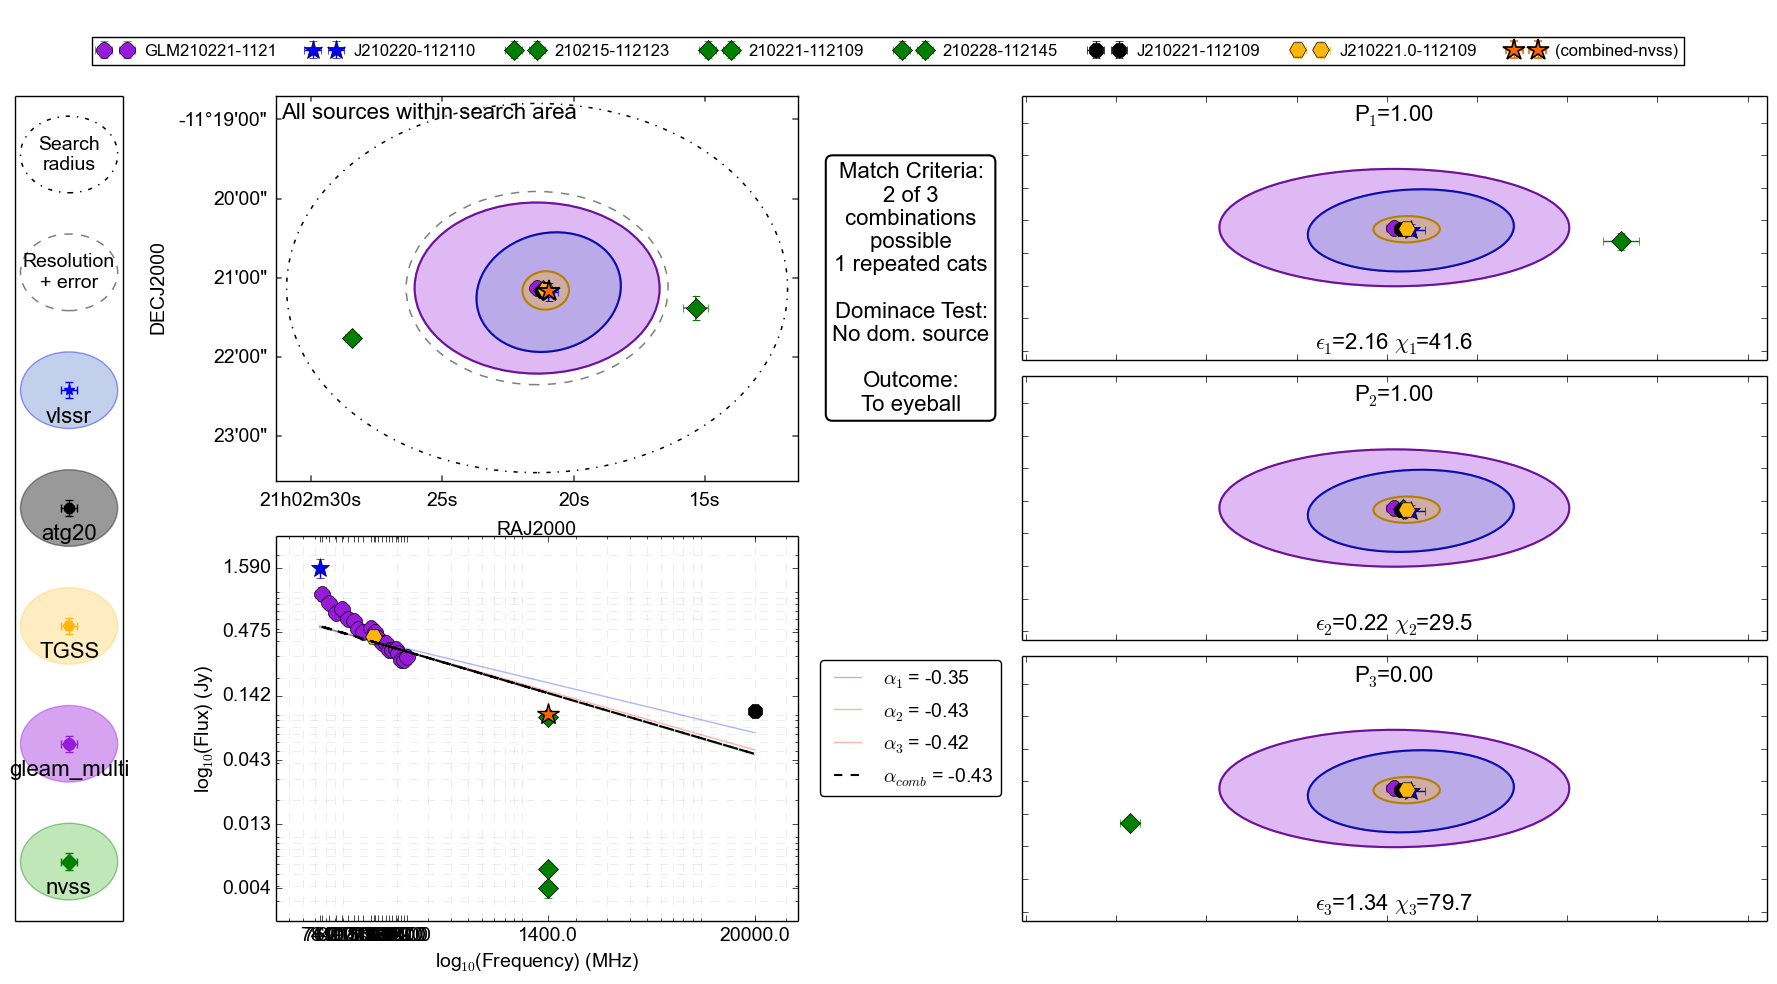 GLM210221-1121 J210220-112110 210215-112123 210221-112109 210228-112145 J210221-112109 J210221.0-112109 (combined-nvss)
Search
radius
Resolution
+ error
vlssr
atg20
TGSS
gleam_multi
nvss
All sources within search area
-11°19'00"
20'00"
21'00"
22'00"
23'00"
DECJ2000
21h02m30s 25s 20s 15s
RAJ2000
Match Criteria:
2 of 3
combinations
possible
1 repeated cats
Dominace Test:
No dom. source
Outcome:
To eyeball
P1=1.00
ϵ1=2.16 χ1=41.6
P2=1.00
ϵ2=0.22 χ2=29.5
P3=0.00
ϵ3=1.34 χ3=79.7
1.590
0.475
0.142
0.043
0.013
0.004
log10(Flux) (Jy)
1400.0 20000.0
log10(Frequency) (MHz)
α1 = -0.35
α2 = -0.43
α3 = -0.42
αcomb = -0.43